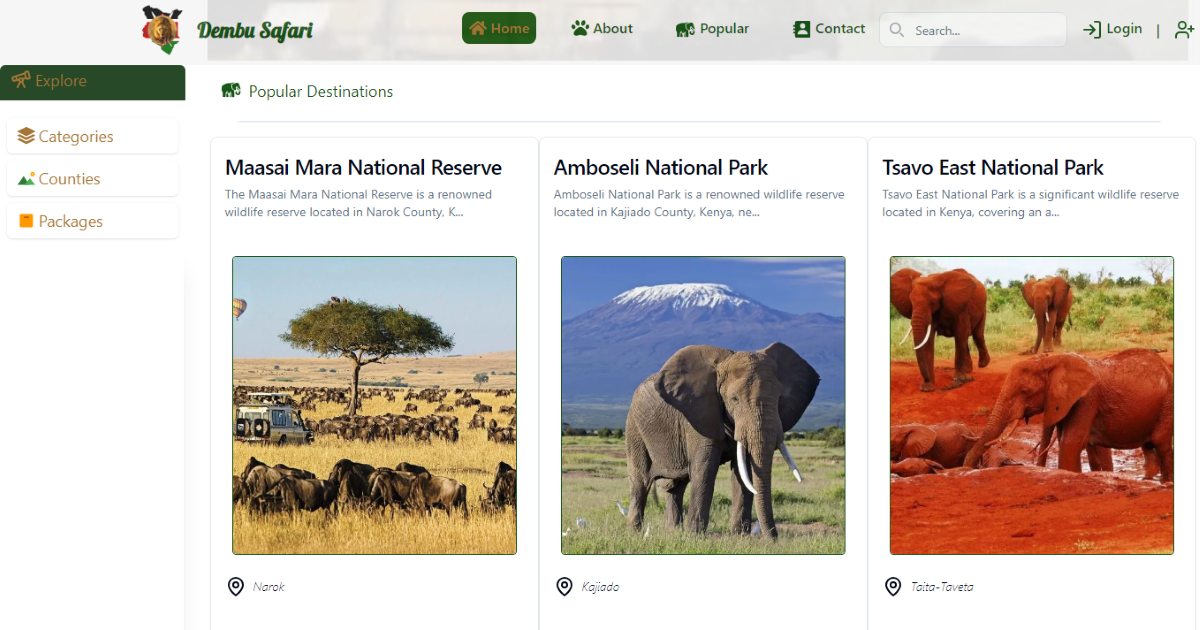 Dembu Safari
Home
About
Popular
Contact
Search...
Login
|
Explore
Categories
Counties
Packages
Popular Destinations
Maasai Mara National Reserve
The Maasai Mara National Reserve is a renowned
wildlife reserve located in Narok County, K...
Narok
Amboseli National Park
Amboseli National Park is a renowned wildlife reserve
located in Kajiado County, Kenya, ne...
Kajiado
Tsavo East National Park
Tsavo East National Park is a significant wildlife reserve
located in Kenya, covering an a...
Taita-Taveta